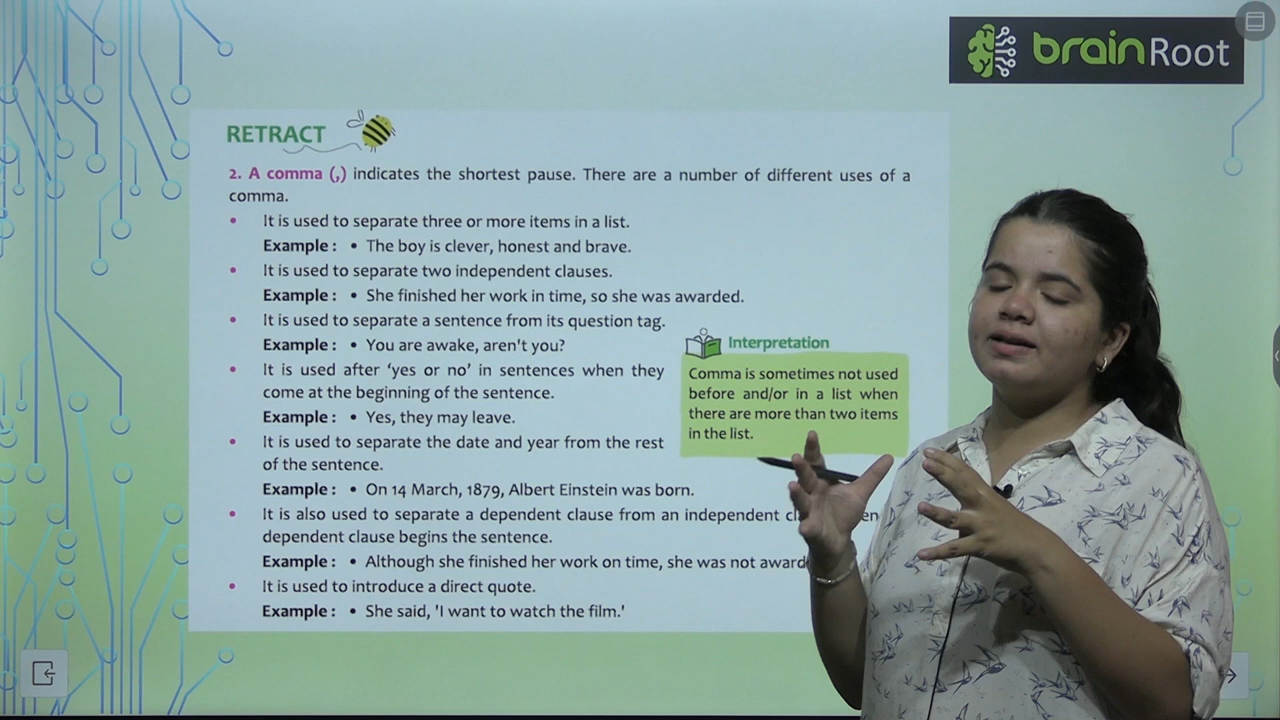 brainRoot
RETRACT
2. A comma (,) indicates the shortest pause. There are a number of different uses of a
comma.
• It is used to separate three or more items in a list.
Example : • The boy is clever, honest and brave.
• It is used to separate two independent clauses.
Example : • She finished her work in time, so she was awarded.
• It is used to separate a sentence from its question tag.
Example : • You are awake, aren't you?
• It is used after ‘yes or no’ in sentences when they
come at the beginning of the sentence.
Example : • Yes, they may leave.
• It is used to separate the date and year from the rest
of the sentence.
Example : • On 14 March, 1879, Albert Einstein was born.
• It is also used to separate a dependent clause from an independent
dependent clause begins the sentence.
Example : • Although she finished her work on time, she was not
• It is used to introduce a direct quote.
Example : • She said, 'I want to watch the film.'
Interpretation
Comma is sometimes not used
before and/or in a list when
there are more than two items
in the list.